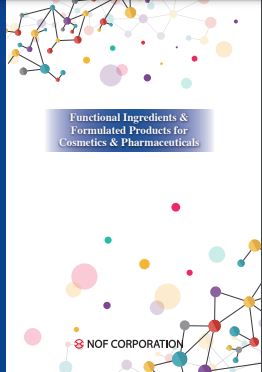 Functional Ingredients &
Formulated Products for
Cosmetics & Pharmaceuticals
NOF CORPORATION